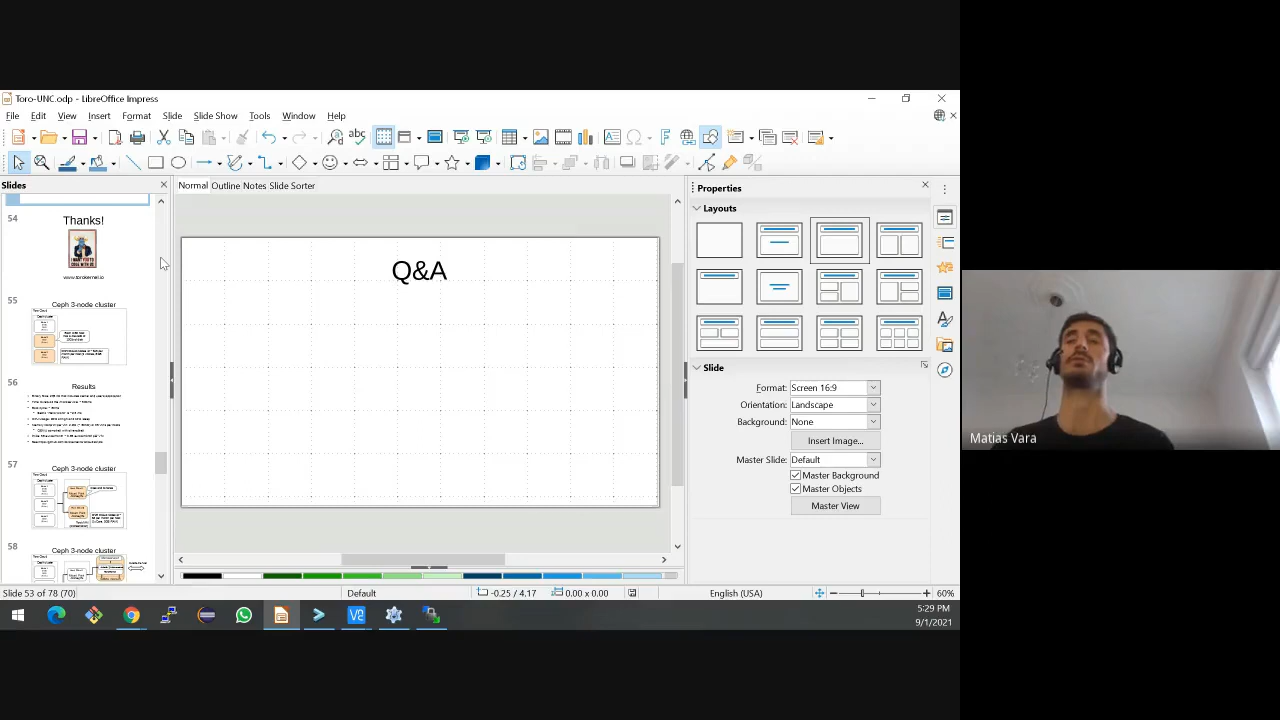 Toro-UNC.odp - LibreOffice Impress
File Edit View Insert Format Slide Slide Show Tools Window Help
Slides
Normal Outline Notes Slide Sorter
Properties
Layouts
54
Thanks!
www.torokernel.io
55
Ceph 3-node cluster
56
Results
57
Ceph 3-node cluster
58
Ceph 3-node cluster
Q&A
Slide
Format: Screen 16:9
Orientation: Landscape
Background: None
Insert Image...
Master Slide: Default
Master Background
Master Objects
Master View
Slide 53 of 78 (70)
Default
-0.25 / 4.17
0.00 x 0.00
English (USA)
60%
5:29 PM
9/1/2021
Matias Vara